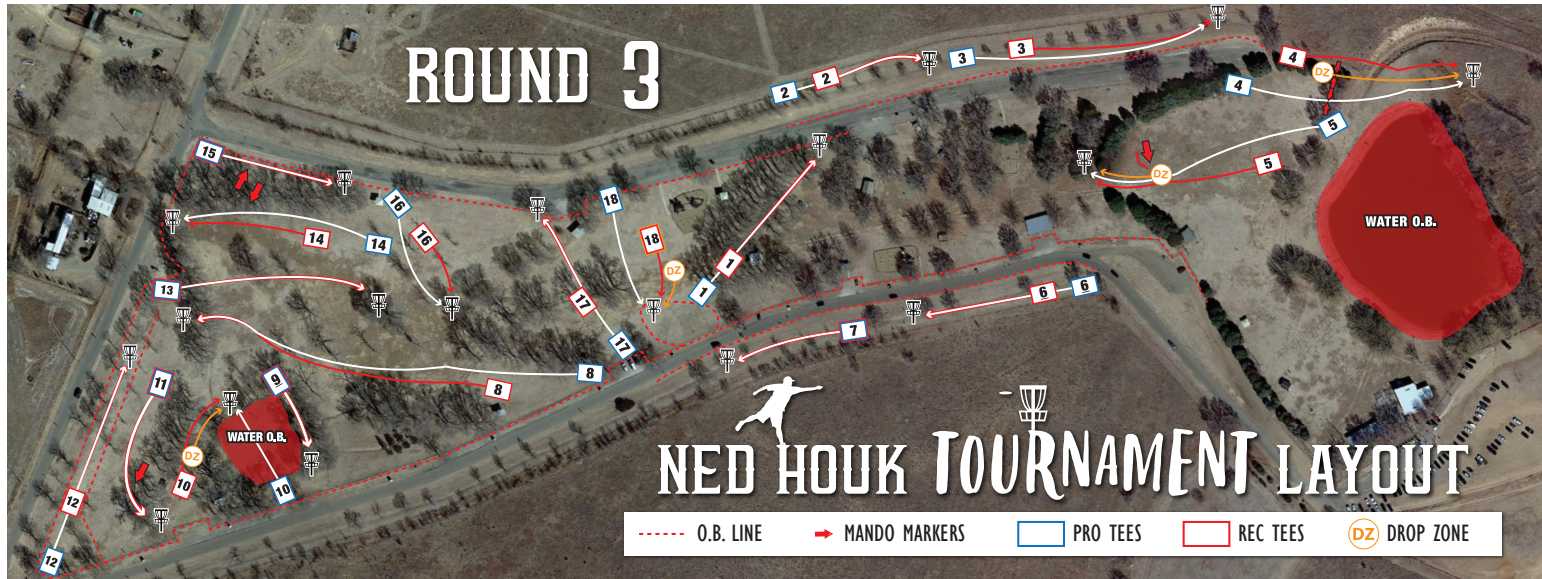 ROUND 3
2
2
3
3
4
DZ
4
5
5
DZ
WATER O.B.
15
16
18
14
14
16
18
DZ
1
1
13
17
17
6
6
7
8
8
11
9
WATER O.B.
DZ
10
10
12
12
NED HOUK TOURNAMENT LAYOUT
O.B. LINE
MANDO MARKERS
PRO TEES
REC TEES
DZ DROP ZONE